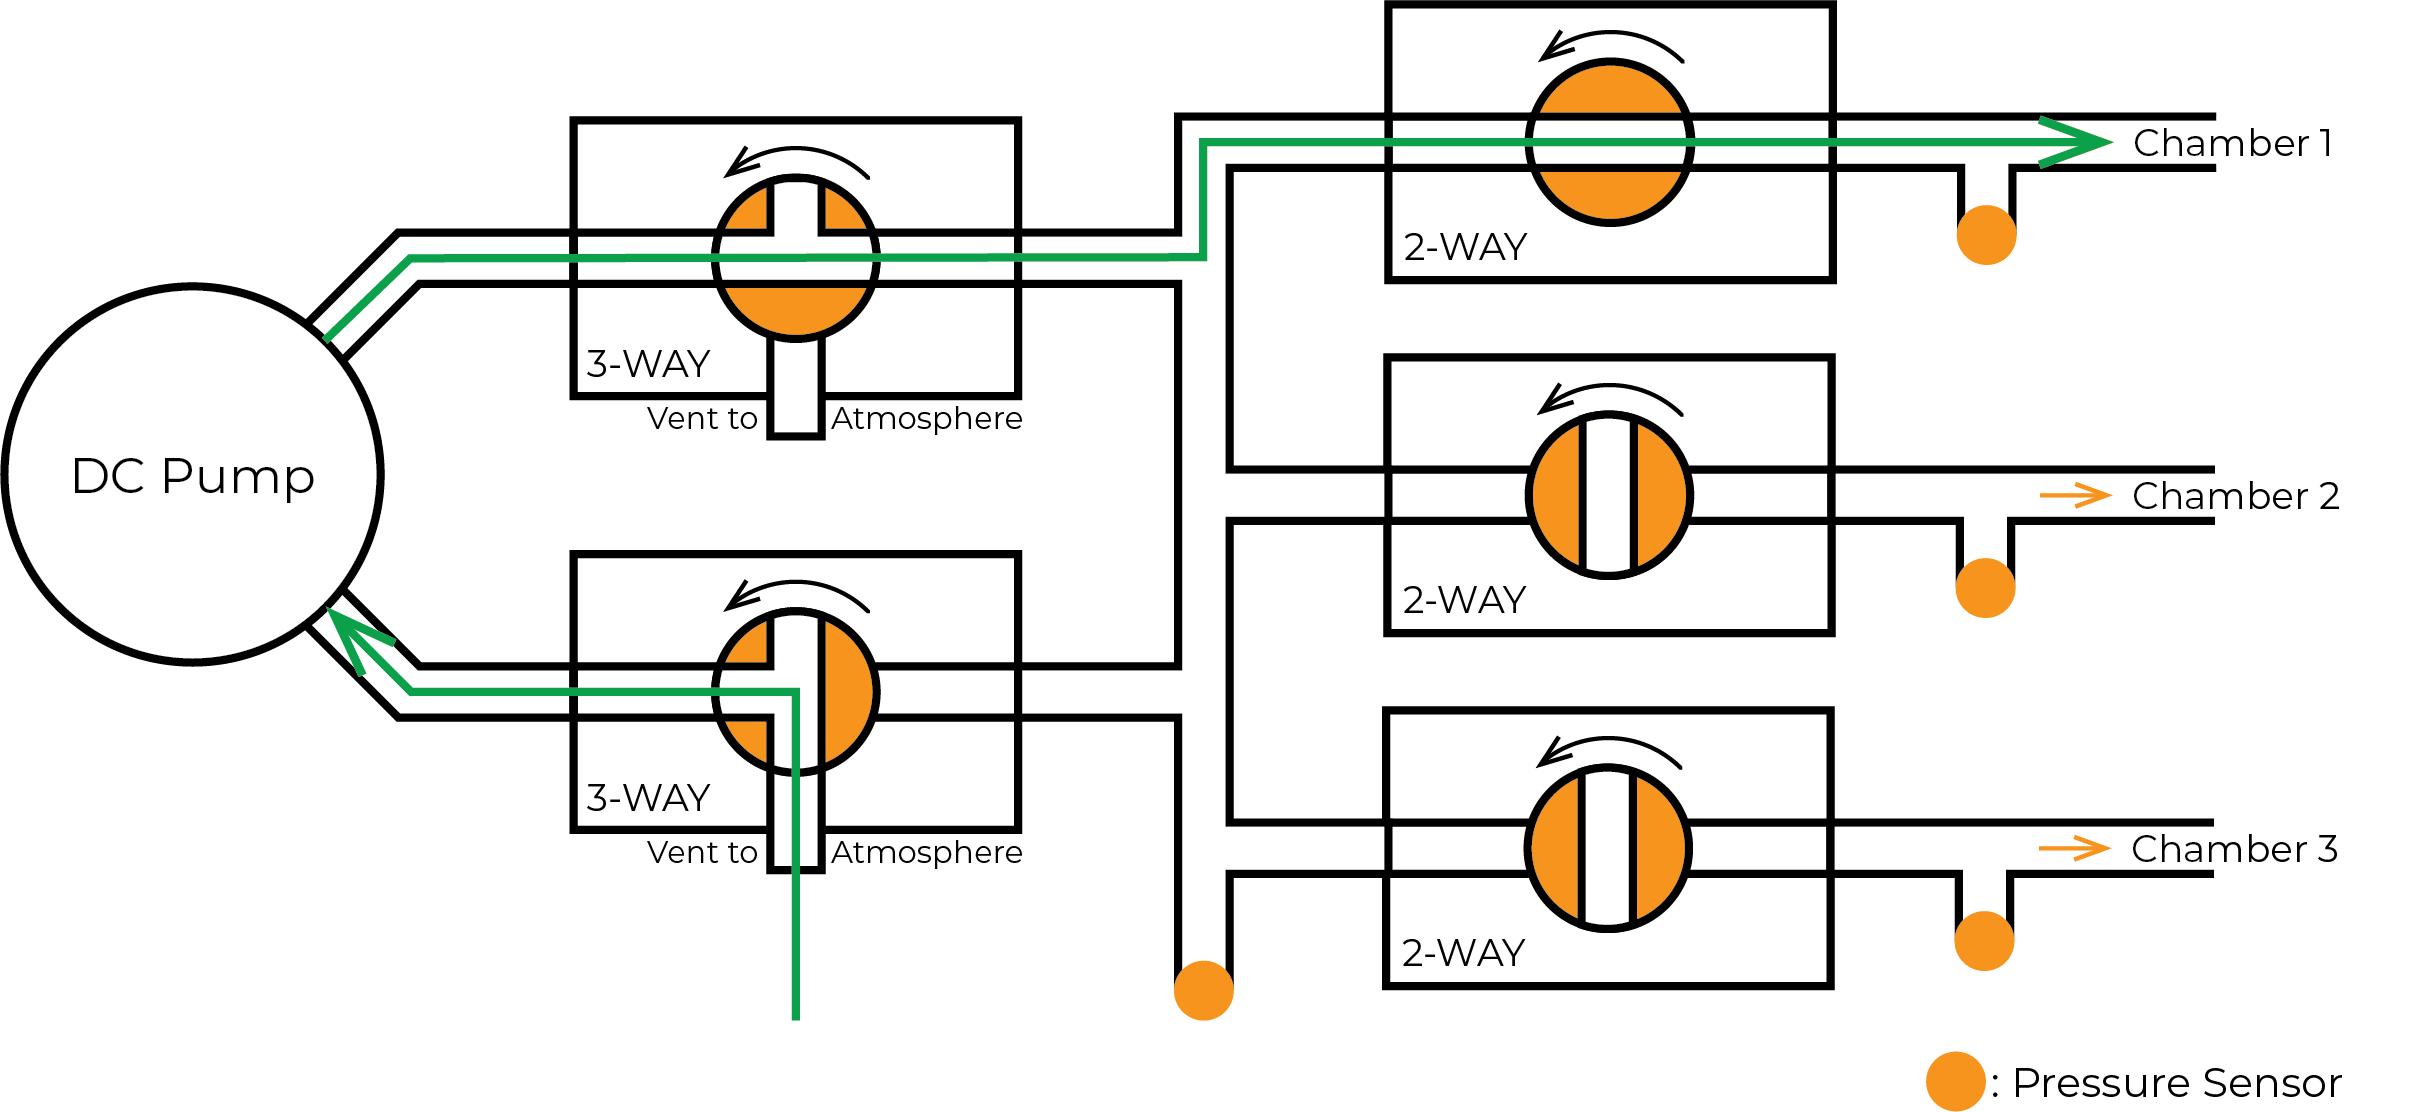 Chamber 1
2-WAY
3-WAY
Vent to Atmosphere
DC Pump
Chamber 2
2-WAY
3-WAY
Vent to Atmosphere
Chamber 3
2-WAY
: Pressure Sensor